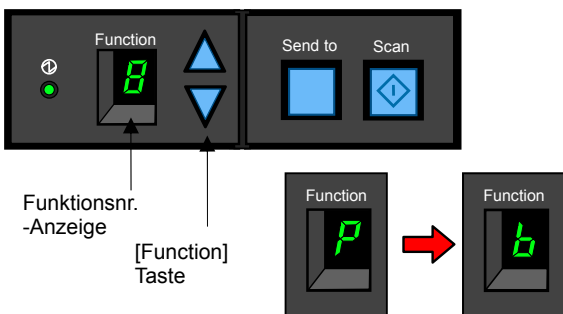 Function
8
Send to
Scan
Funktionsnr.
-Anzeige
[Function]
Taste
Function
P
Function
b